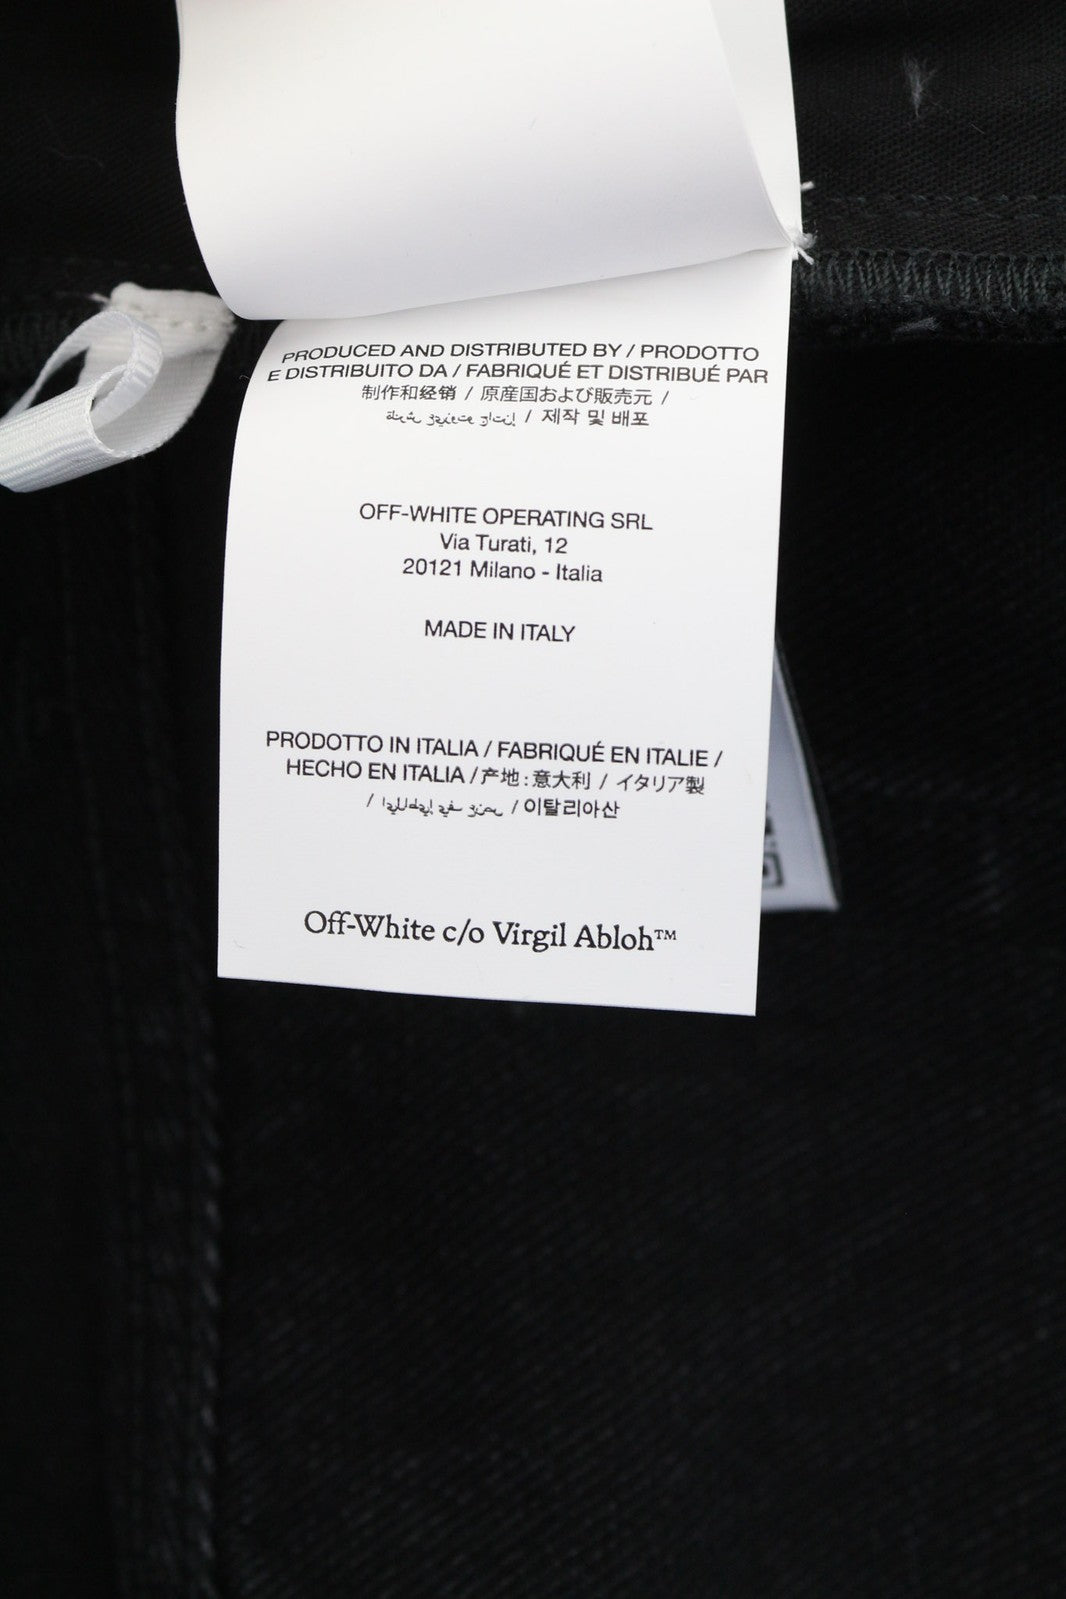 PRODUCED AND DISTRIBUTED BY / PRODOTTO
E DISTRIBUITO DA / FABRIQUÉ ET DISTRIBUÉ PAR
制作和经销 / 原産国および販売元 /
/ 제작 및 배포
OFF-WHITE OPERATING SRL
Via Turati, 12
20121 Milano - Italia
MADE IN ITALY
PRODOTTO IN ITALIA / FABRIQUÉ EN ITALIE /
HECHO EN ITALIA / 产地: 意大利 / イタリア製
/ / 이탈리아산
Off-White c/o Virgil Abloh™